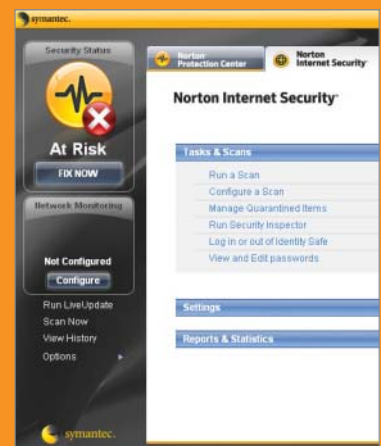 symantec.
Security Status
At Risk
FIX NOW
Network Monitoring
Not Configured
Configure
Run LiveUpdate
Scan Now
View History
Options
symantec.
Norton
Protection Center
Norton
Internet Security
Norton Internet Security
Tasks & Scans
Run a Scan
Configure a Scan
Manage Quarantined Items
Run Security Inspector
Log in or out of Identity Safe
View and Edit passwords
Settings
Reports & Statistics